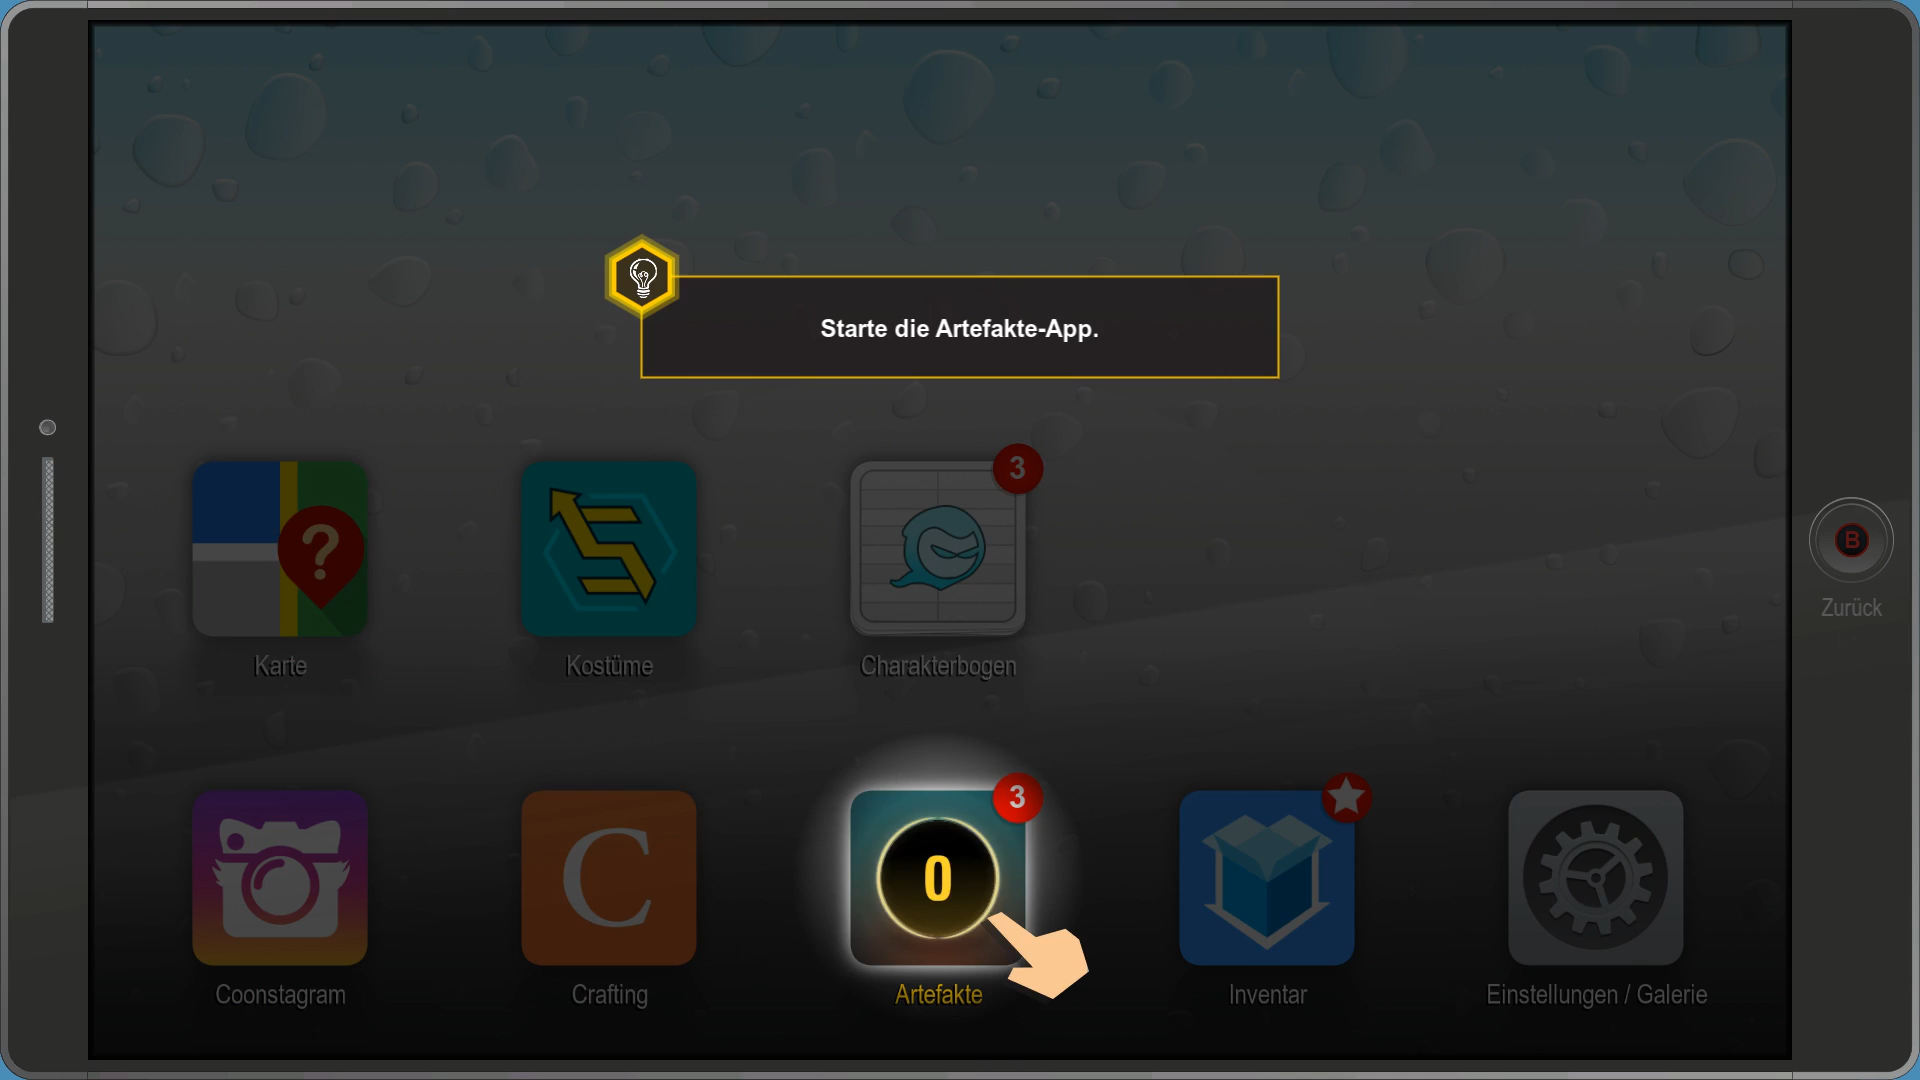 Starte die Artefakte-App.
3
?
Karte
Kostüme
Charakterbogen
B
Zurück
3
C
0
Coonstagram
Crafting
Artefakte
Inventar
Einstellungen / Galerie